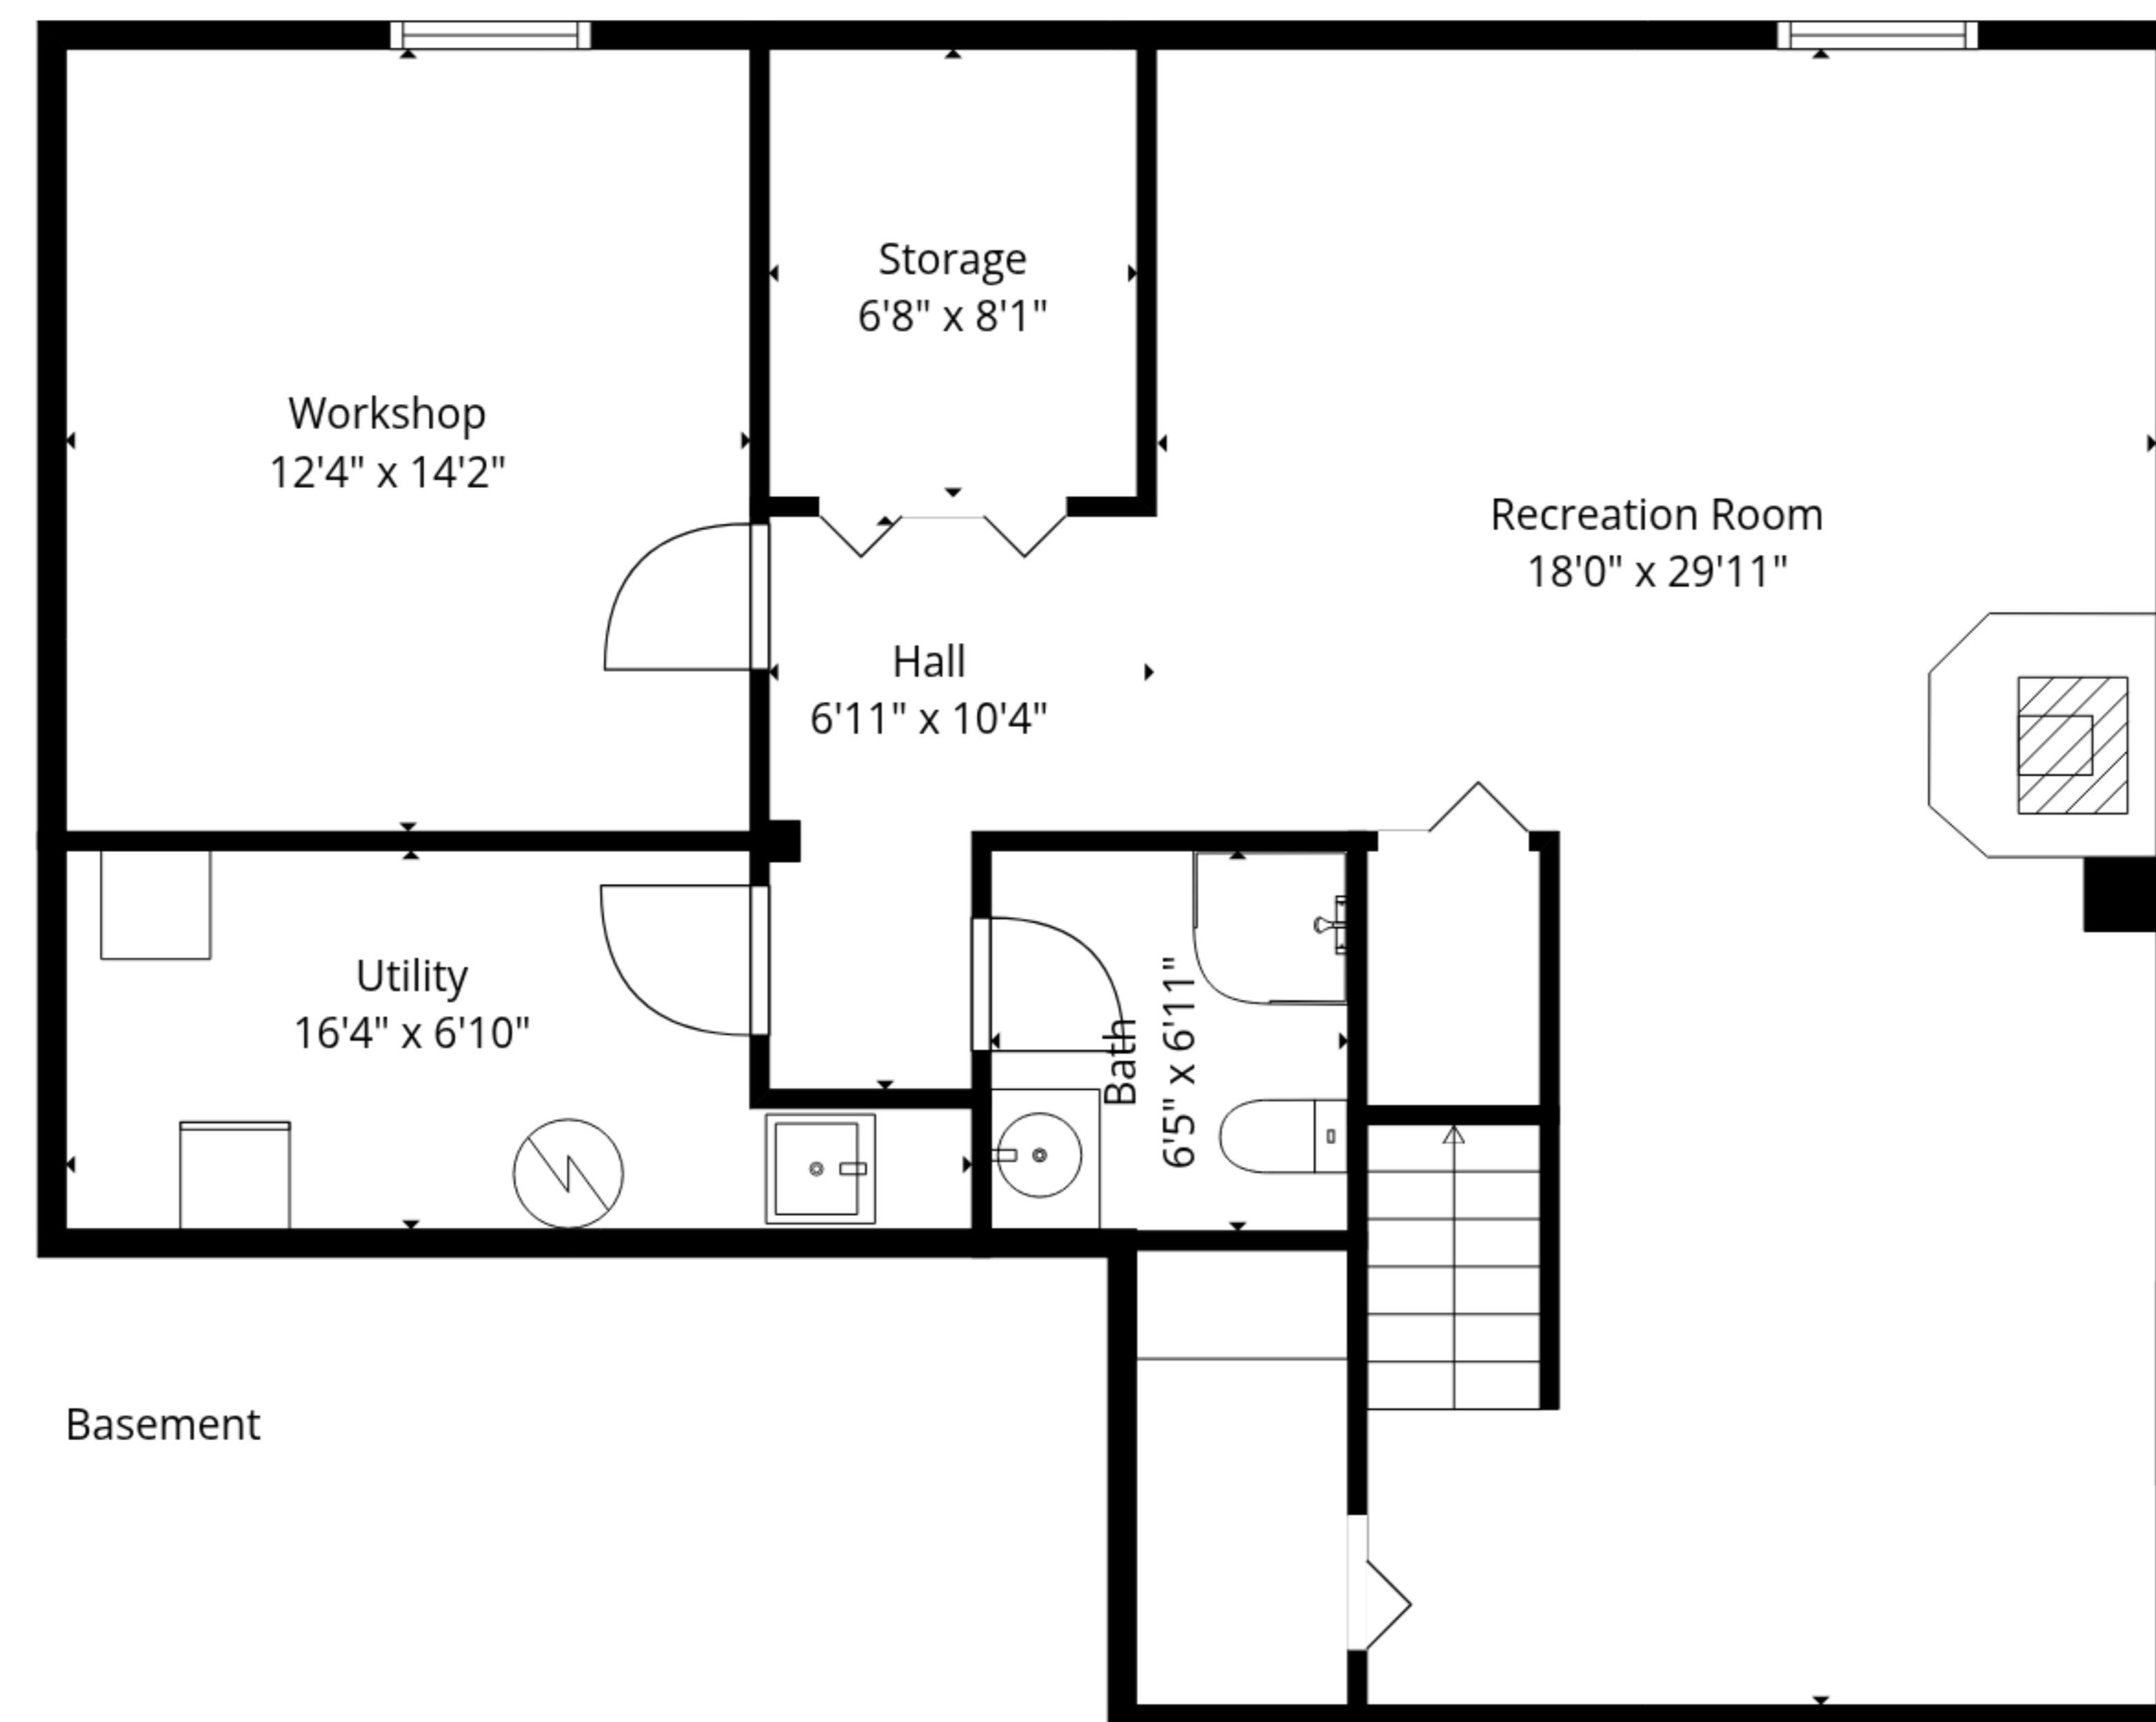 Storage
6'8" x 8'1"
Workshop
12'4" x 14'2"
Recreation Room
18'0" x 29'11"
Hall
6'11" x 10'4"
Utility
16'4" x 6'10"
Bath
6'5" x 6'11"
Basement